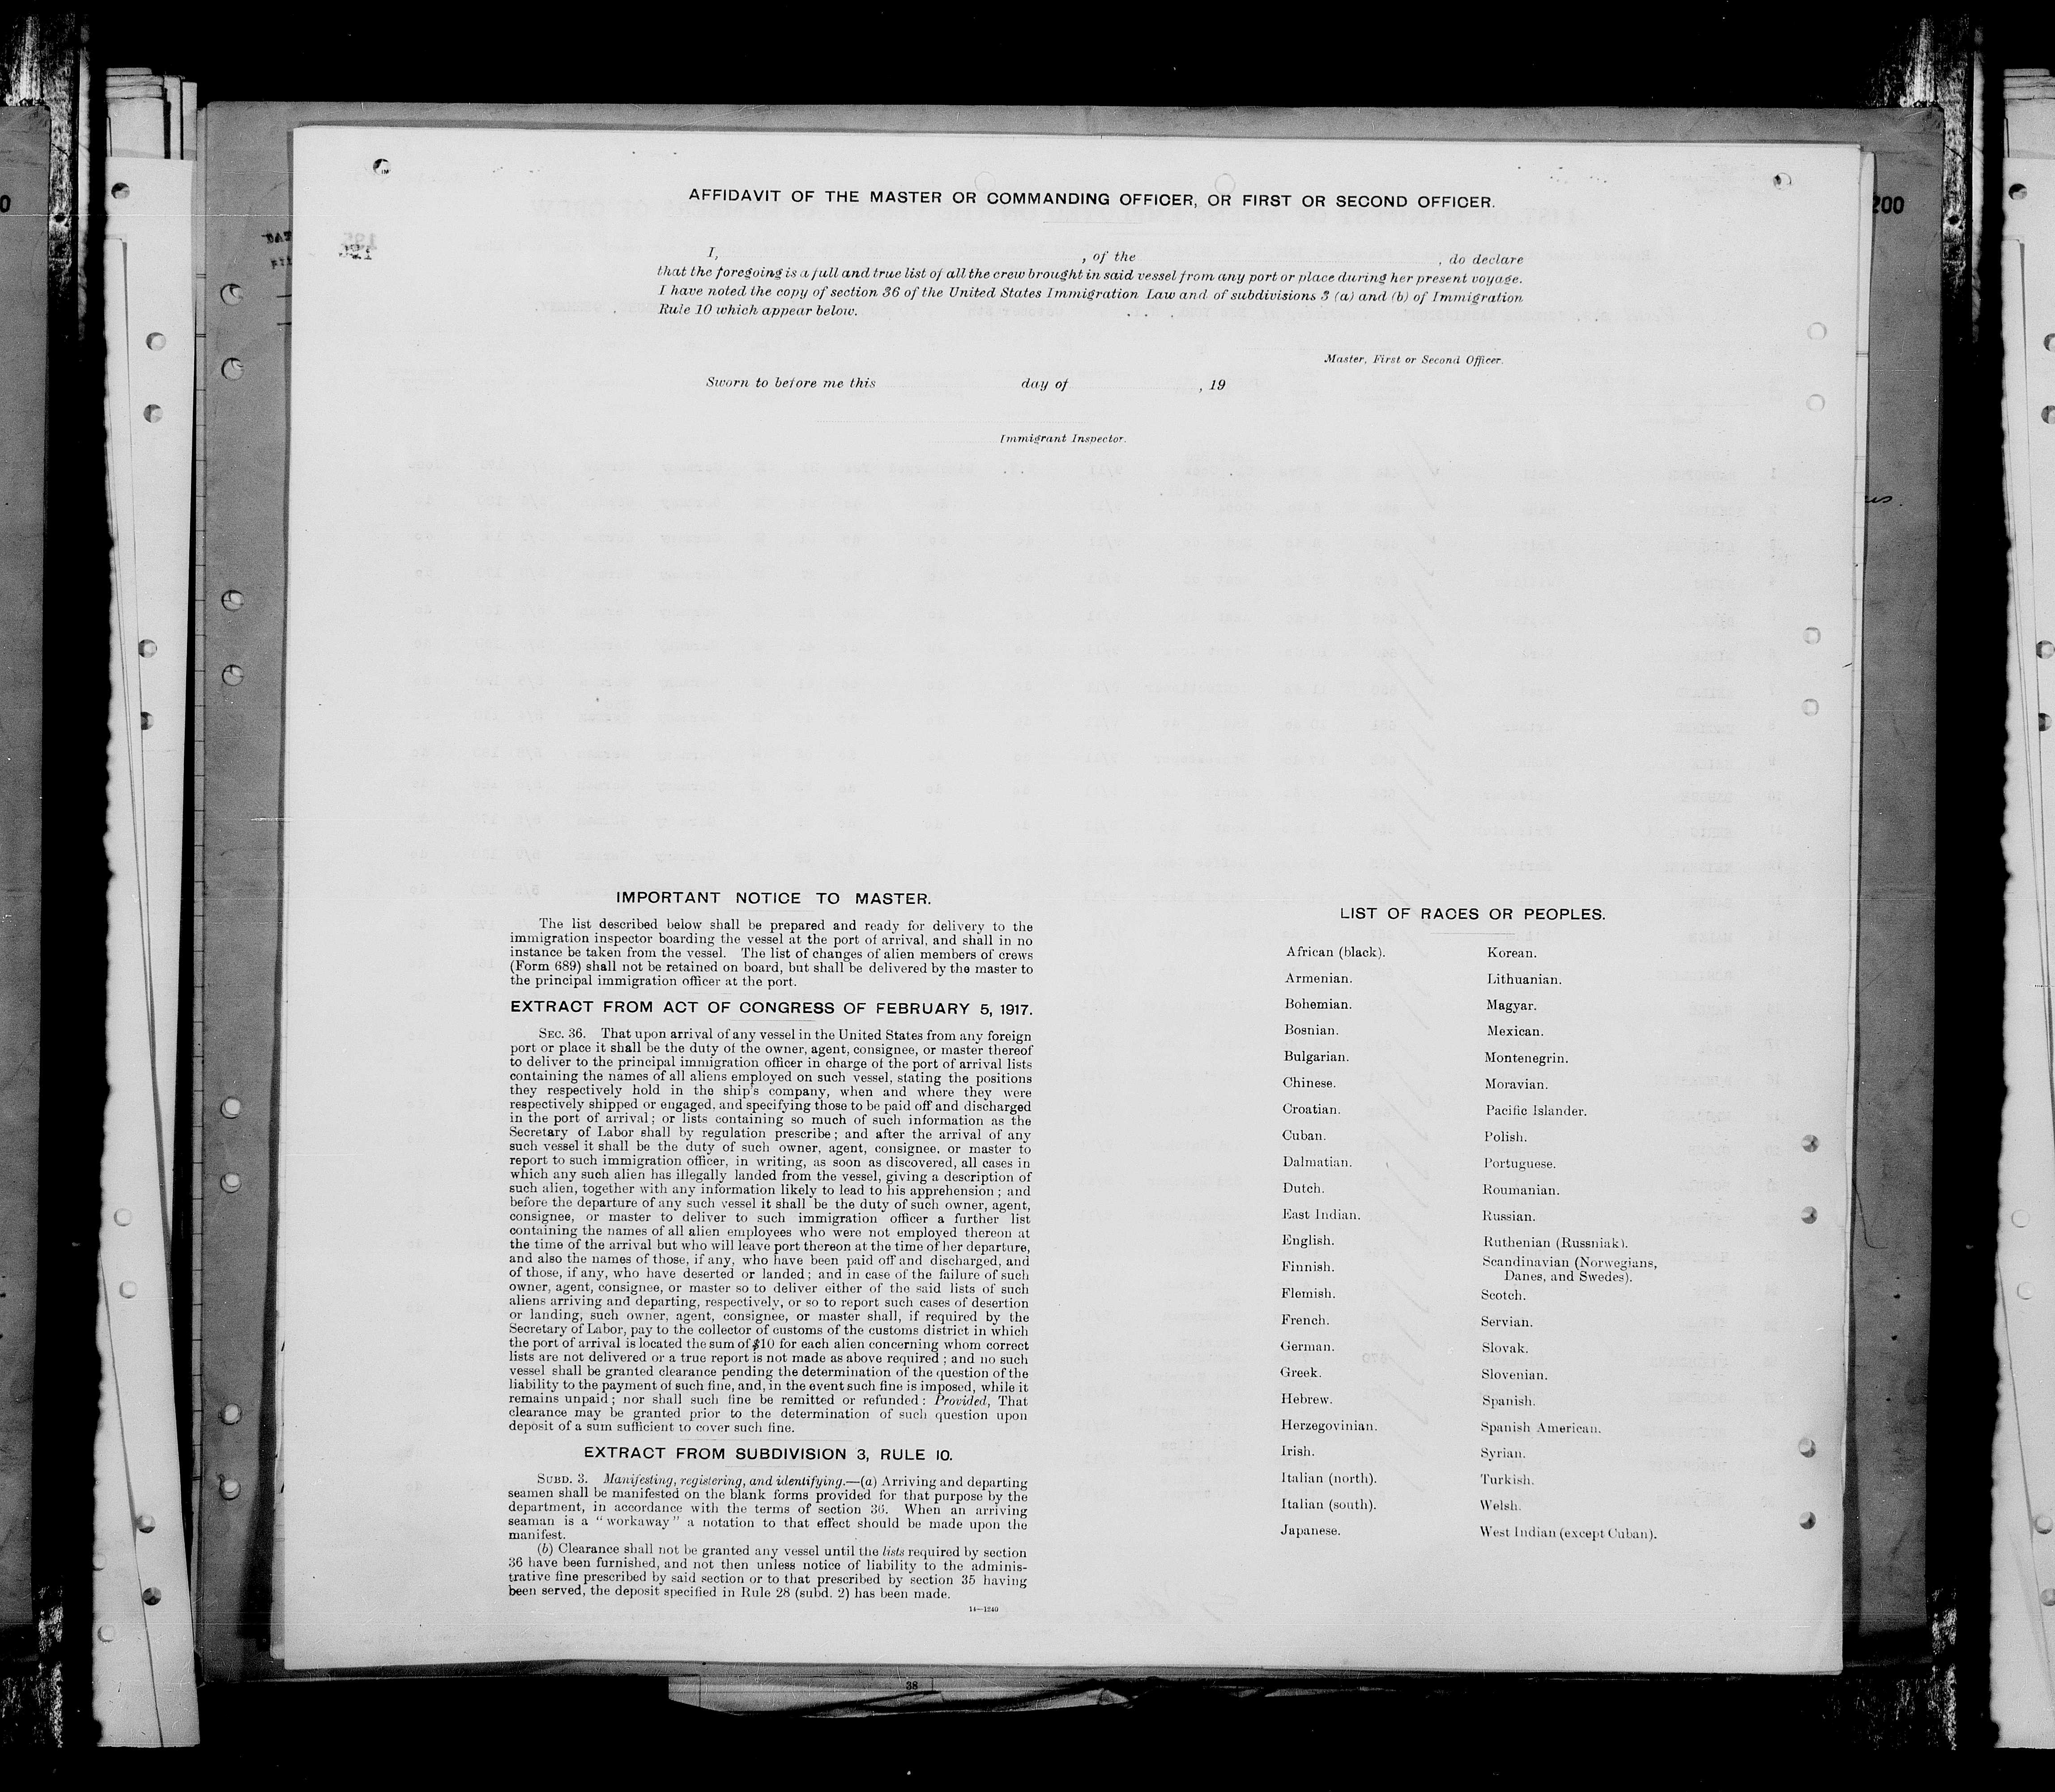 AFFIDAVIT OF THE MASTER OR COMMANDING OFFICER, OR FIRST OR SECOND OFFICER.
I, , of the , do declare
that the foregoing is a full and true list of all the crew brought in said vessel from any port or place during her present voyage.
I have noted the copy of section 36 of the United States Immigration Law and of subdivisions 3 (a) and (b) of Immigration
Rule 10 which appear below.
Master, First or Second Officer.
Sworn to before me this day of , 19
Immigrant Inspector.
IMPORTANT NOTICE TO MASTER.
The list described below shall be prepared and ready for delivery to the
immigration inspector boarding the vessel at the port of arrival, and shall in no
instance be taken from the vessel. The list of changes of alien members of crews
(Form 689) shall not be retained on board, but shall be delivered by the master to
the principal immigration officer at the port.
EXTRACT FROM ACT OF CONGRESS OF FEBRUARY 5, 1917.
SEC. 36. That upon arrival of any vessel in the United States from any foreign
port or place it shall be the duty of the owner, agent, consignee, or master thereof
to deliver to the principal immigration officer in charge of the port of arrival lists
containing the names of all aliens employed on such vessel, stating the positions
they respectively hold in the ship's company, when and where they were
respectively shipped or engaged, and specifying those to be paid off and discharged
in the port of arrival; or lists containing so much of such information as the
Secretary of Labor shall by regulation prescribe; and after the arrival of any
such vessel it shall be the duty of such owner, agent, consignee, or master to
report to such immigration officer, in writing, as soon as discovered, all cases in
which any such alien has illegally landed from the vessel, giving a description of
such alien, together with any information likely to lead to his apprehension; and
before the departure of any such vessel it shall be the duty of such owner, agent,
consignee, or master to deliver to such immigration officer a further list
containing the names of all alien employees who were not employed thereon at
the time of the arrival but who will leave port thereon at the time of her departure,
and also the names of those, if any, who have been paid off and discharged, and
of those, if any, who have deserted or landed; and in case of the failure of such
owner, agent, consignee, or master so to deliver either of the said lists of such
aliens arriving and departing, respectively, or so to report such cases of desertion
or landing, such owner, agent, consignee, or master shall, if required by the
Secretary of Labor, pay to the collector of customs of the customs district in which
the port of arrival is located the sum of $10 for each alien concerning whom correct
lists are not delivered or a true report is not made as above required; and no such
vessel shall be granted clearance pending the determination of the question of the
liability to the payment of such fine, and, in the event such fine is imposed, while it
remains unpaid; nor shall such fine be remitted or refunded: Provided, That
clearance may be granted prior to the determination of such question upon
deposit of a sum sufficient to cover such fine.
EXTRACT FROM SUBDIVISION 3, RULE 10.
SUBD. 3. Manifesting, registering, and identifying.—(a) Arriving and departing
seamen shall be manifested on the blank forms provided for that purpose by the
department, in accordance with the terms of section 36. When an arriving
seaman is a "workaway" a notation to that effect should be made upon the
manifest.
(b) Clearance shall not be granted any vessel until the lists required by section
36 have been furnished, and not then unless notice of liability to the adminis-
trative fine prescribed by said section or to that prescribed by section 35 having
been served, the deposit specified in Rule 28 (subd. 2) has been made.
14—1240
LIST OF RACES OR PEOPLES.
African (black).
Armenian.
Bohemian.
Bosnian.
Bulgarian.
Chinese.
Croatian.
Cuban.
Dalmatian.
Dutch.
East Indian.
English.
Finnish.
Flemish.
French.
German.
Greek.
Hebrew.
Herzegovinian.
Irish.
Italian (north).
Italian (south).
Japanese.
Korean.
Lithuanian.
Magyar.
Mexican.
Montenegrin.
Moravian.
Pacific Islander.
Polish.
Portuguese.
Roumanian.
Russian.
Ruthenian (Russniak).
Scandinavian (Norwegians,
Danes, and Swedes).
Scotch.
Servian.
Slovak.
Slovenian.
Spanish.
Spanish American.
Syrian.
Turkish.
Welsh.
West Indian (except Cuban).
200
38